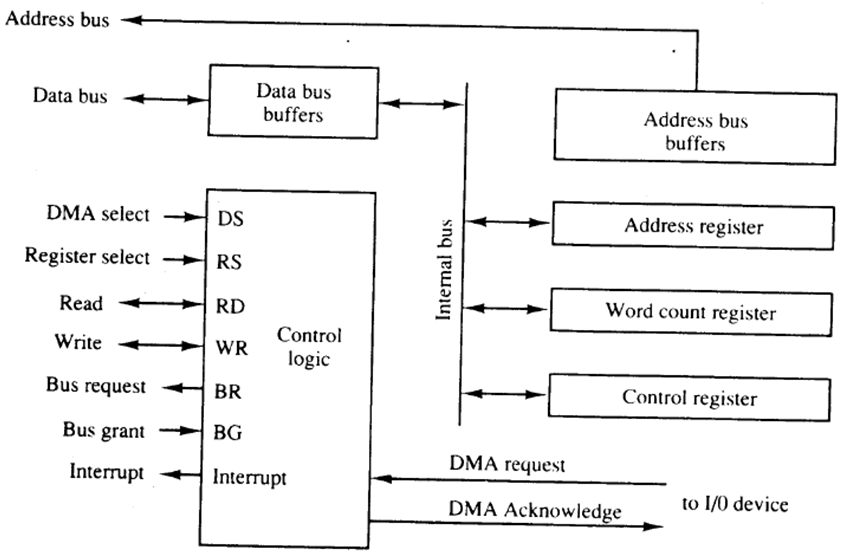 Address bus
Data bus
Data bus
buffers
Address bus
buffers
DMA select
DS
Address register
Register select
RS
Internal bus
Read
RD
Word count register
Write
WR
Control
logic
Bus request
BR
Control register
Bus grant
BG
Interrupt
Interrupt
DMA request
to I/0 device
DMA Acknowledge